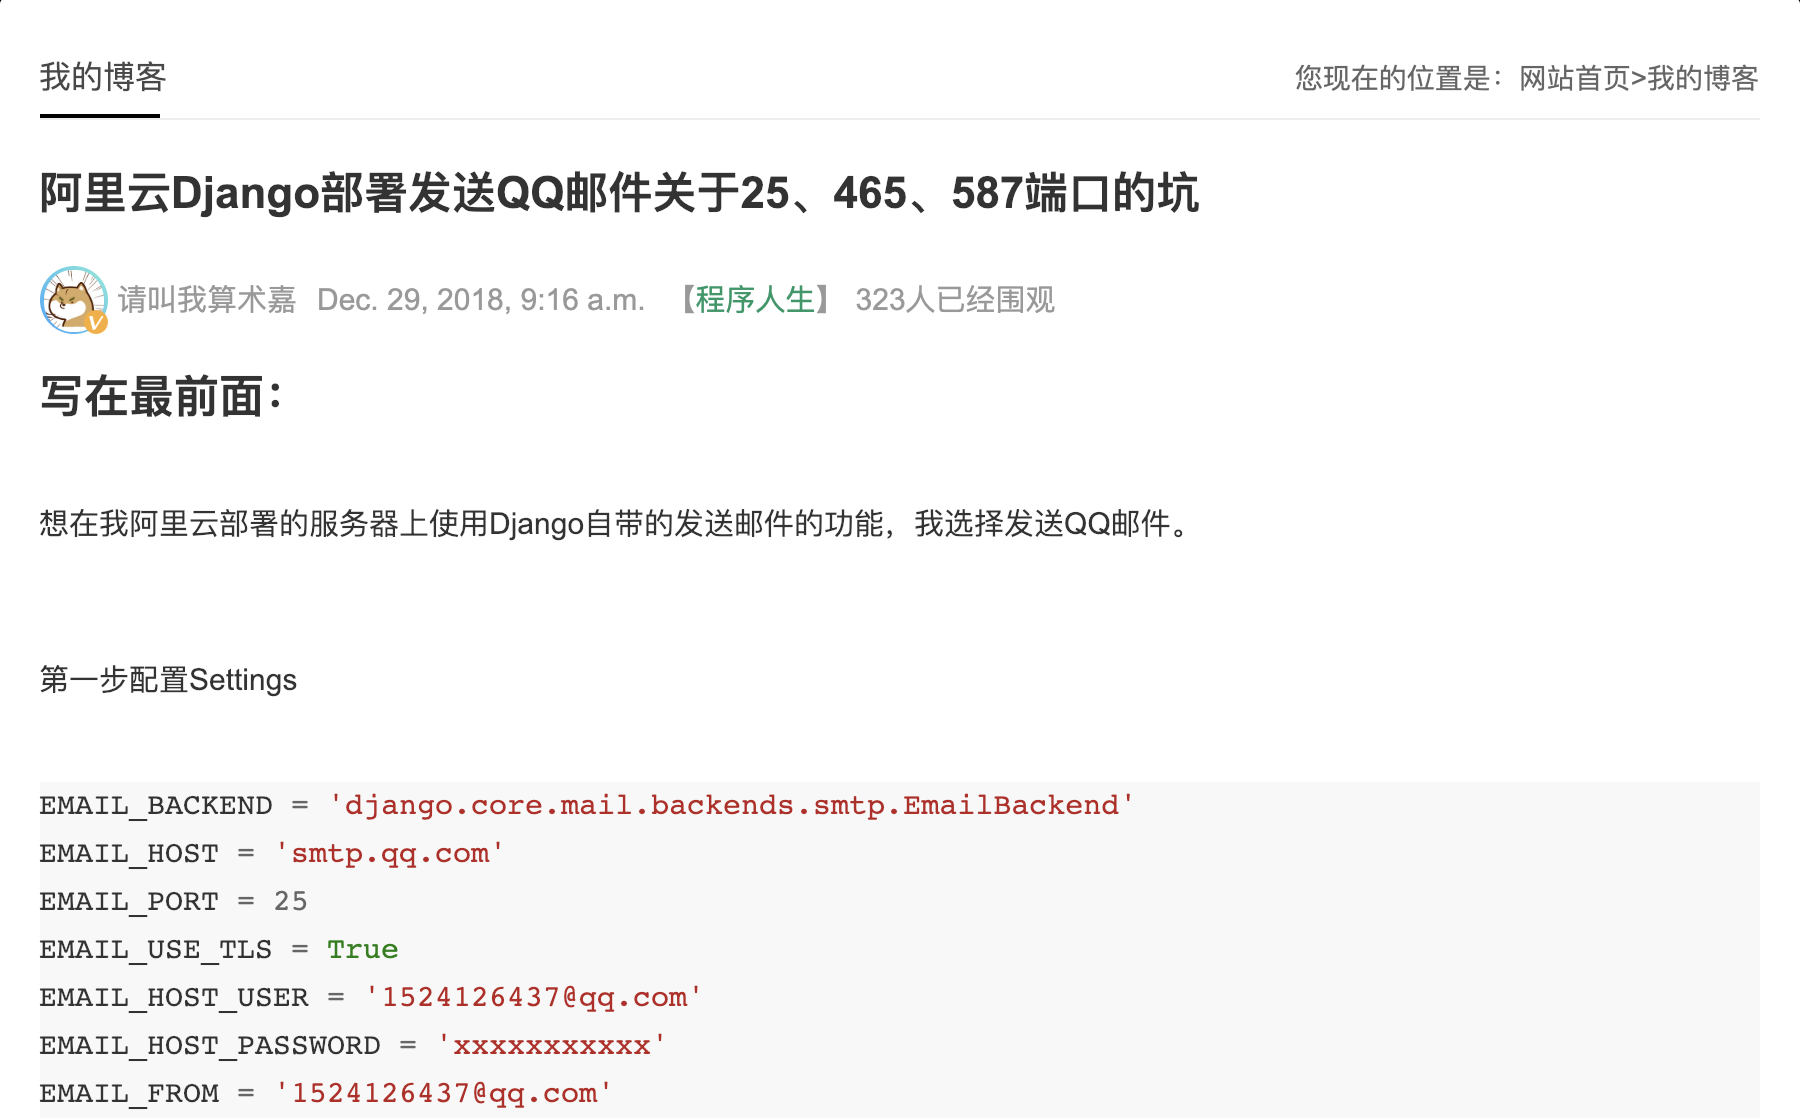 我的博客
您现在的位置是：网站首页>我的博客
阿里云Django部署发送QQ邮件关于25、465、587端口的坑
请叫我算术嘉 Dec. 29, 2018, 9:16 a.m. 【程序人生】 323人已经围观
写在最前面：
想在我阿里云部署的服务器上使用Django自带的发送邮件的功能，我选择发送QQ邮件。
第一步配置Settings
EMAIL_BACKEND = 'django.core.mail.backends.smtp.EmailBackend'
EMAIL_HOST = 'smtp.qq.com'
EMAIL_PORT = 25
EMAIL_USE_TLS = True
EMAIL_HOST_USER = '1524126437@qq.com'
EMAIL_HOST_PASSWORD = 'xxxxxxxxxxx'
EMAIL_FROM = '1524126437@qq.com'